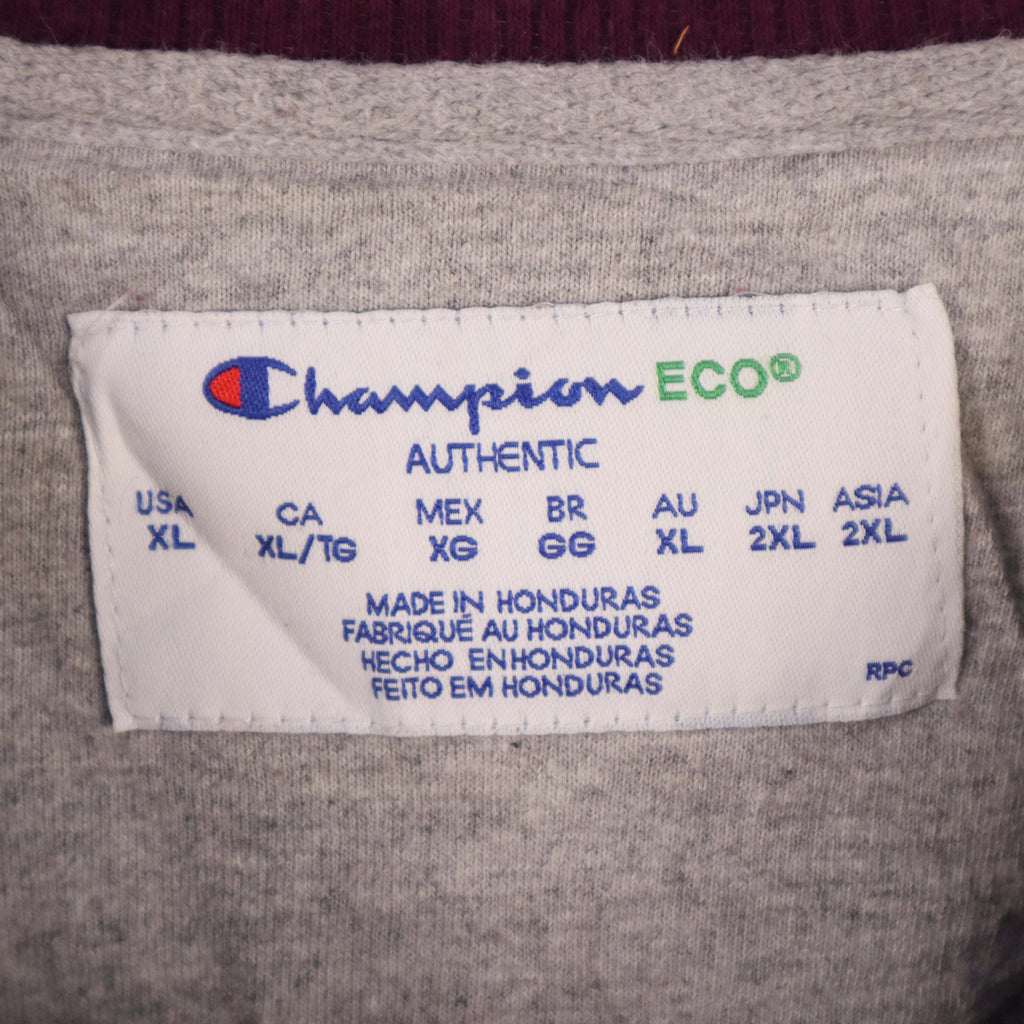 Champion ECO®
AUTHENTIC
USA CA MEX BR AU JPN ASIA
XL XL/TG XG GG XL 2XL 2XL
MADE IN HONDURAS
FABRIQUÉ AU HONDURAS
HECHO EN HONDURAS
FEITO EM HONDURAS
RPC